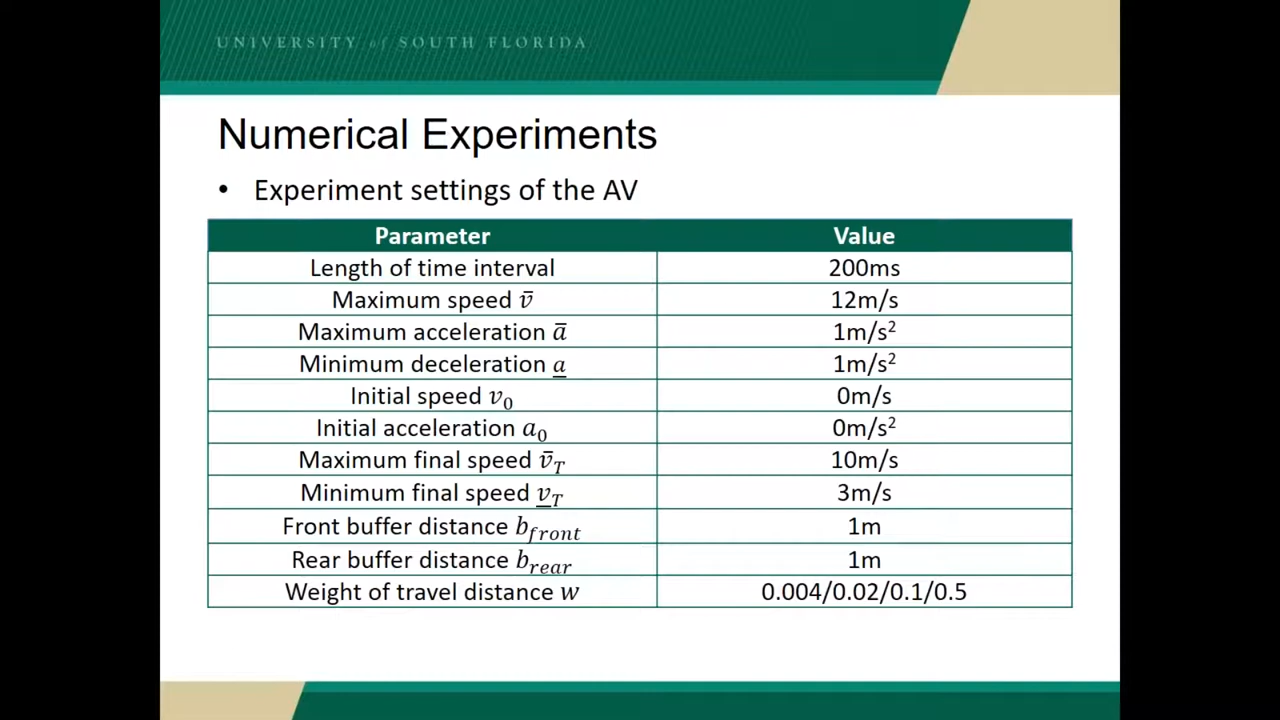 UNIVERSITY of SOUTH FLORIDA
Numerical Experiments
• Experiment settings of the AV
Parameter Value
Length of time interval 200ms
Maximum speed v̄ 12m/s
Maximum acceleration ā 1m/s²
Minimum deceleration a̲ 1m/s²
Initial speed v₀ 0m/s
Initial acceleration a₀ 0m/s²
Maximum final speed v̄_T 10m/s
Minimum final speed v̲_T 3m/s
Front buffer distance b_front 1m
Rear buffer distance b_rear 1m
Weight of travel distance w 0.004/0.02/0.1/0.5